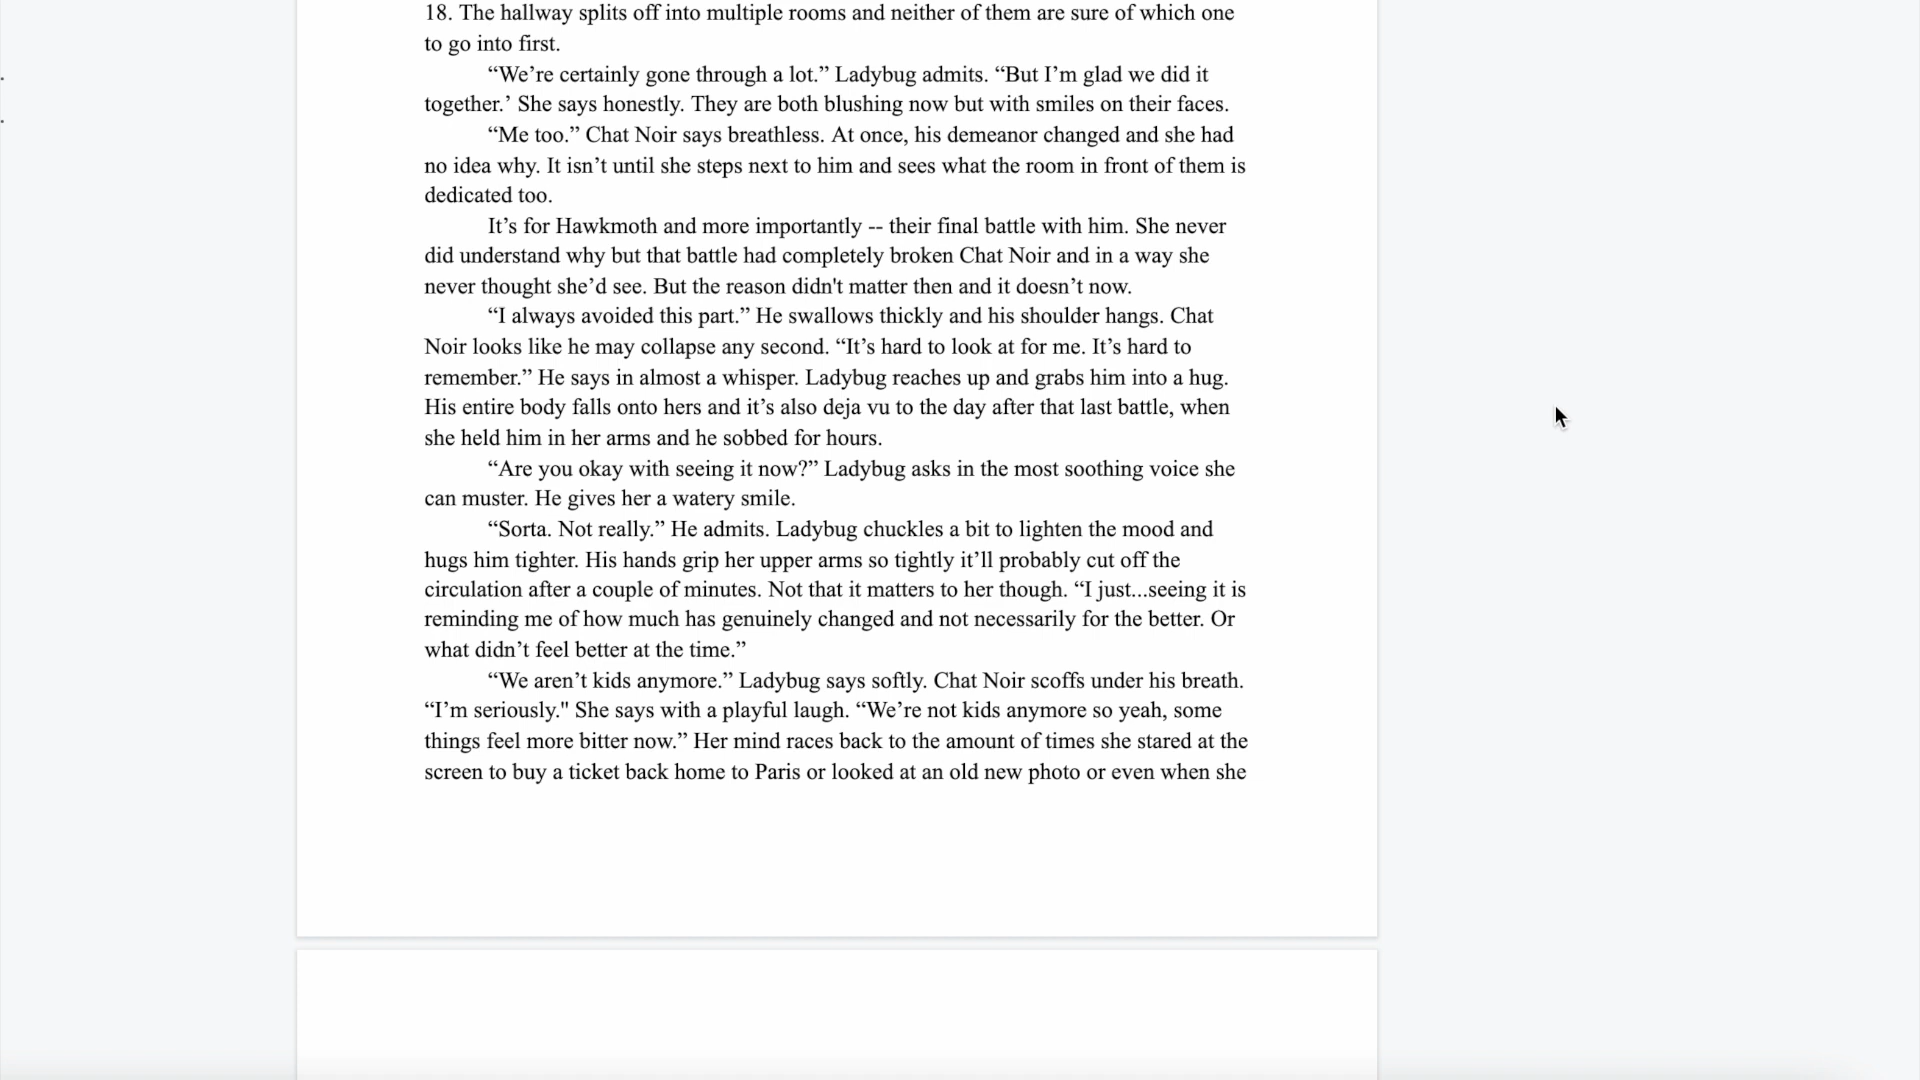 18. The hallway splits off into multiple rooms and neither of them are sure of which one
to go into first.
“We’re certainly gone through a lot.” Ladybug admits. “But I’m glad we did it
together.’ She says honestly. They are both blushing now but with smiles on their faces.
“Me too.” Chat Noir says breathless. At once, his demeanor changed and she had
no idea why. It isn’t until she steps next to him and sees what the room in front of them is
dedicated too.
It’s for Hawkmoth and more importantly -- their final battle with him. She never
did understand why but that battle had completely broken Chat Noir and in a way she
never thought she’d see. But the reason didn't matter then and it doesn’t now.
“I always avoided this part.” He swallows thickly and his shoulder hangs. Chat
Noir looks like he may collapse any second. “It’s hard to look at for me. It’s hard to
remember.” He says in almost a whisper. Ladybug reaches up and grabs him into a hug.
His entire body falls onto hers and it’s also deja vu to the day after that last battle, when
she held him in her arms and he sobbed for hours.
“Are you okay with seeing it now?” Ladybug asks in the most soothing voice she
can muster. He gives her a watery smile.
“Sorta. Not really.” He admits. Ladybug chuckles a bit to lighten the mood and
hugs him tighter. His hands grip her upper arms so tightly it’ll probably cut off the
circulation after a couple of minutes. Not that it matters to her though. “I just...seeing it is
reminding me of how much has genuinely changed and not necessarily for the better. Or
what didn’t feel better at the time.”
“We aren’t kids anymore.” Ladybug says softly. Chat Noir scoffs under his breath.
“I’m seriously." She says with a playful laugh. “We’re not kids anymore so yeah, some
things feel more bitter now.” Her mind races back to the amount of times she stared at the
screen to buy a ticket back home to Paris or looked at an old new photo or even when she